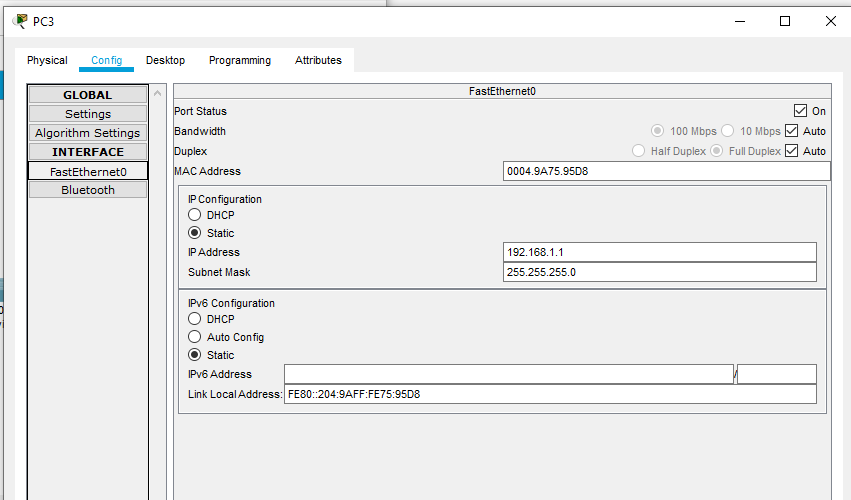 PC3
Physical Config Desktop Programming Attributes
GLOBAL
Settings
Algorithm Settings
INTERFACE
FastEthernet0
Bluetooth
FastEthernet0
Port Status On
Bandwidth 100 Mbps 10 Mbps Auto
Duplex Half Duplex Full Duplex Auto
MAC Address 0004.9A75.95D8
IP Configuration
DHCP
Static
IP Address 192.168.1.1
Subnet Mask 255.255.255.0
IPv6 Configuration
DHCP
Auto Config
Static
IPv6 Address /
Link Local Address: FE80::204:9AFF:FE75:95D8